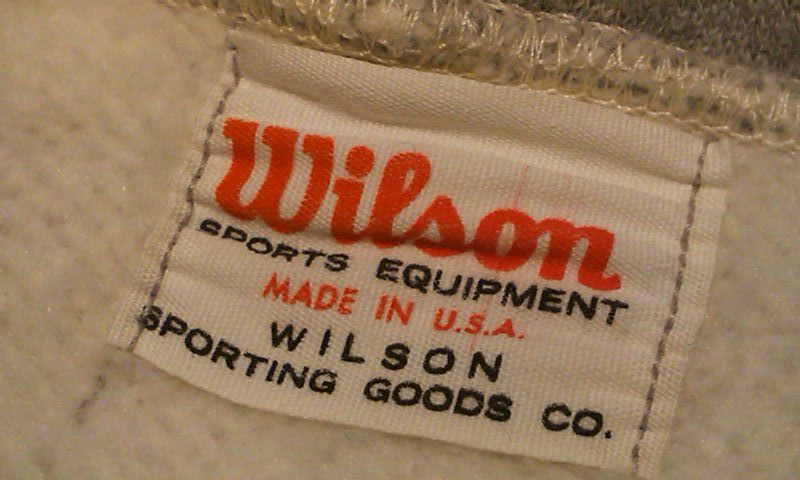 Wilson
SPORTS EQUIPMENT
MADE IN U.S.A.
WILSON
SPORTING GOODS CO.